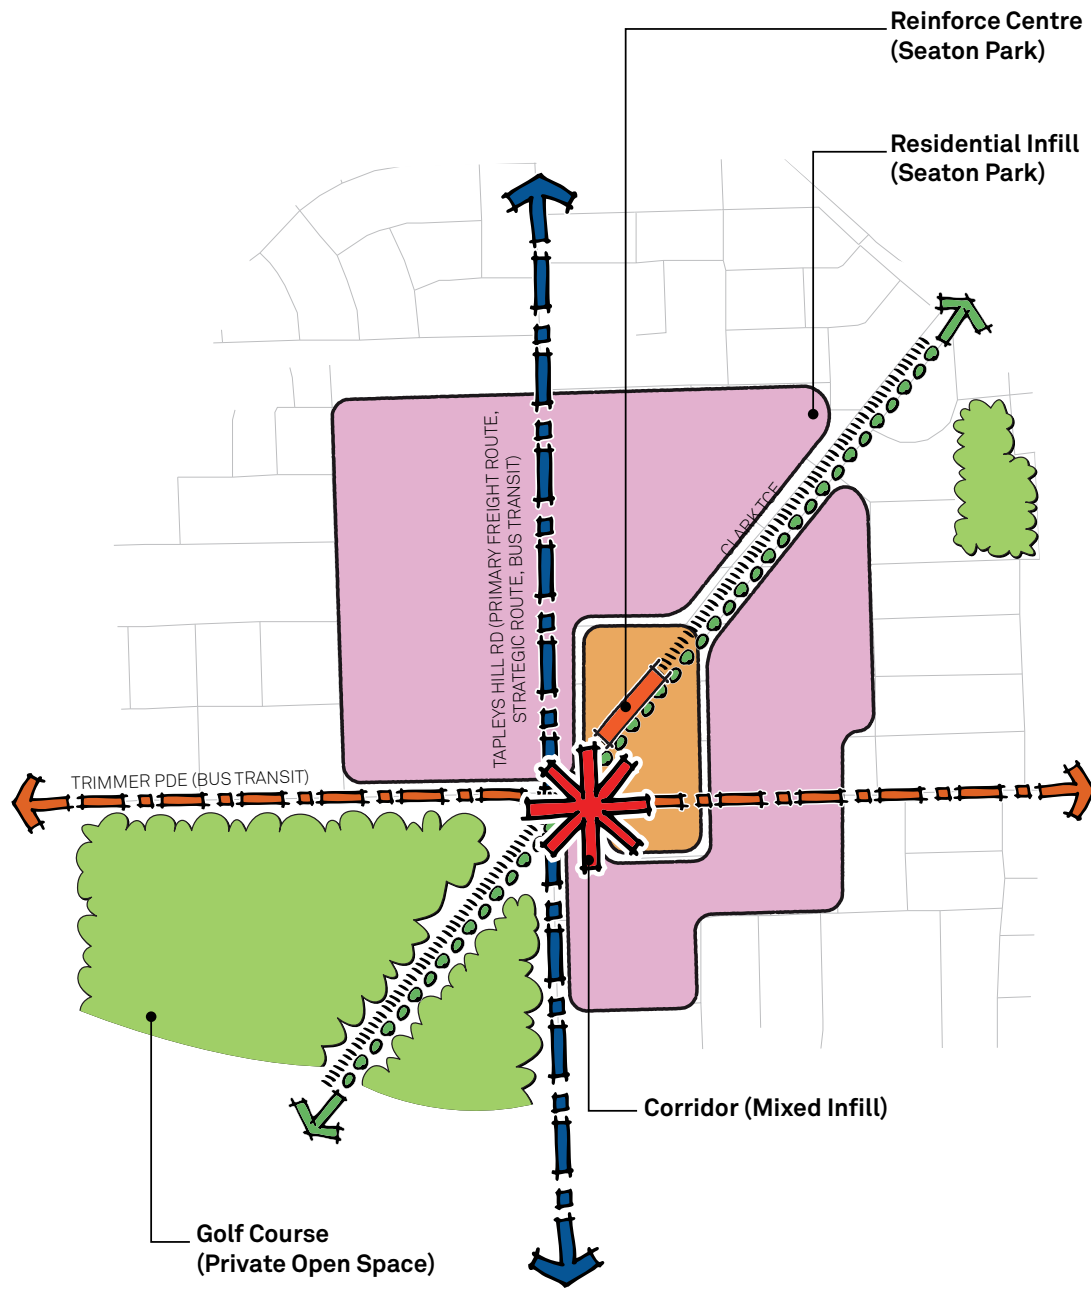 Reinforce Centre
(Seaton Park)
Residential Infill
(Seaton Park)
TAPLEYS HILL RD (PRIMARY FREIGHT ROUTE,
STRATEGIC ROUTE, BUS TRANSIT)
CLARK TCE
TRIMMER PDE (BUS TRANSIT)
Corridor (Mixed Infill)
Golf Course
(Private Open Space)